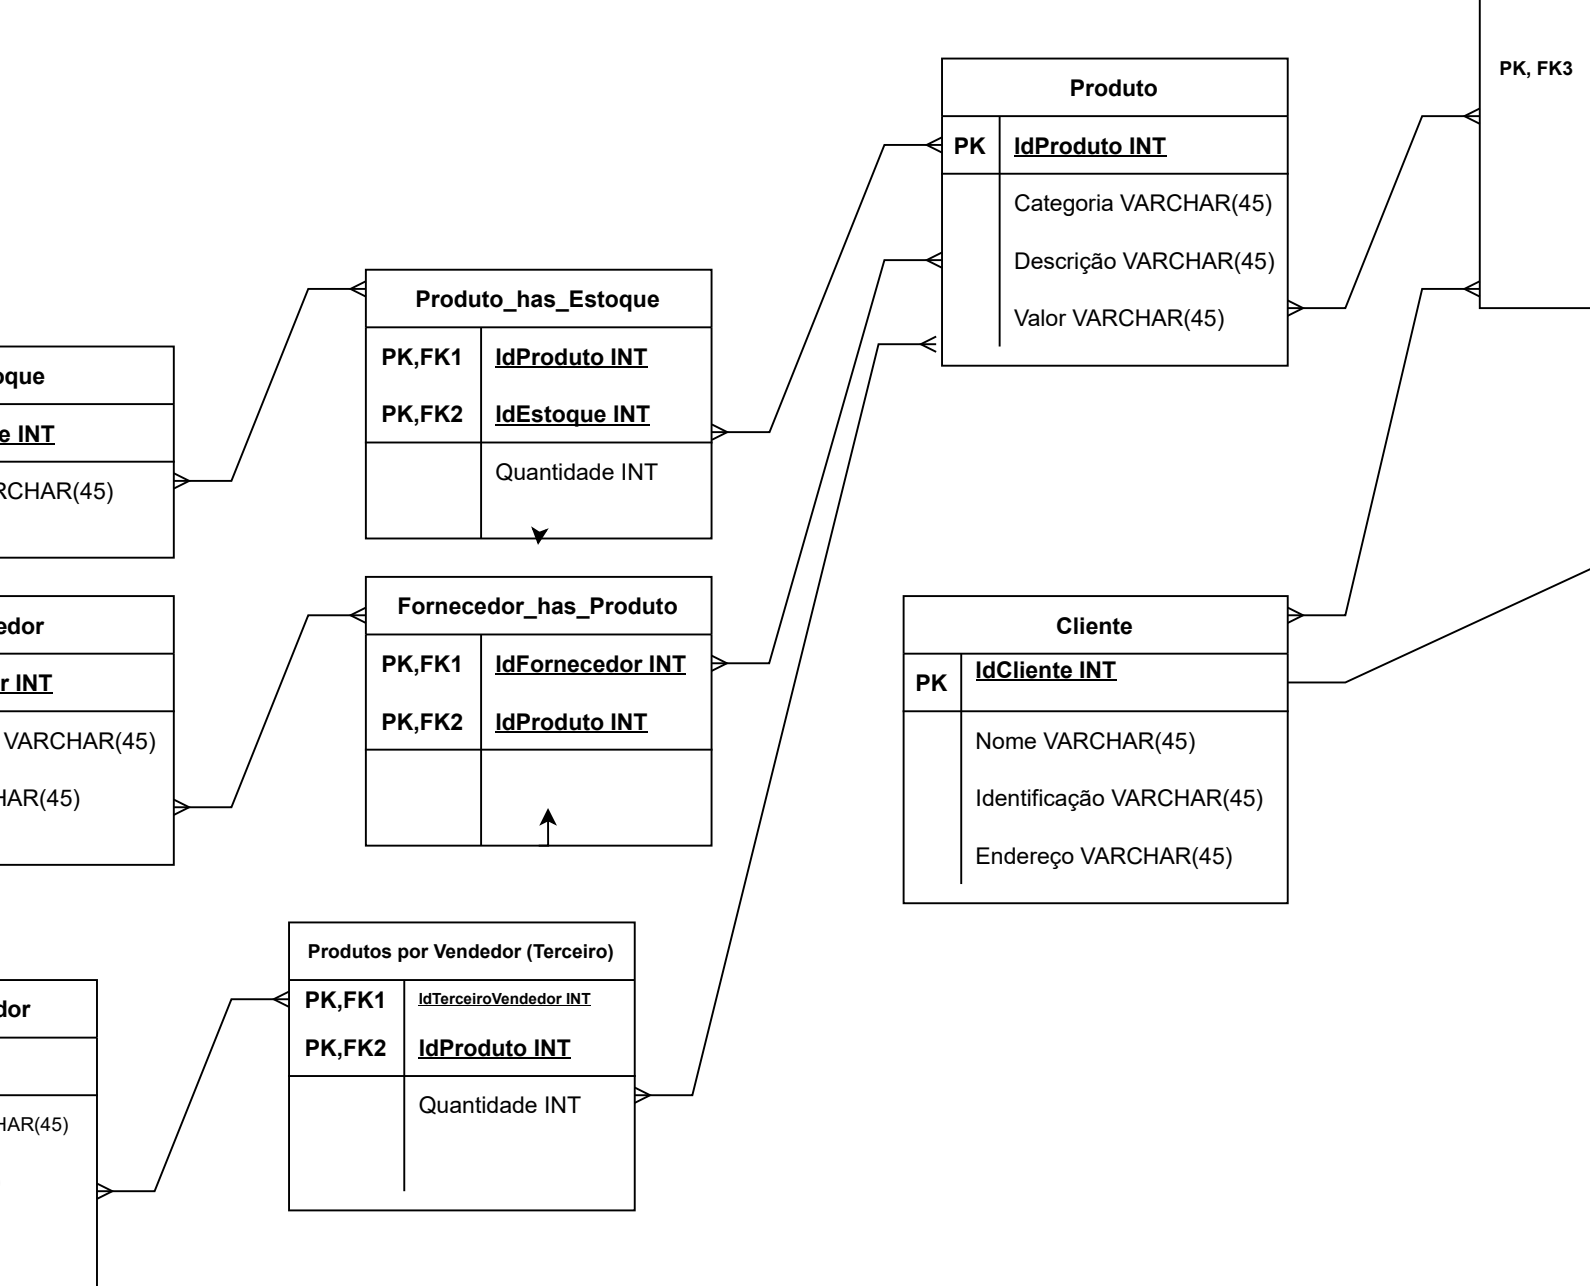 PK, FK3
Produto
PK IdProduto INT
Categoria VARCHAR(45)
Descrição VARCHAR(45)
Valor VARCHAR(45)
Produto_has_Estoque
PK,FK1 IdProduto INT
PK,FK2 IdEstoque INT
Quantidade INT
oque
e INT
RCHAR(45)
Fornecedor_has_Produto
PK,FK1 IdFornecedor INT
PK,FK2 IdProduto INT
edor
r INT
VARCHAR(45)
HAR(45)
Cliente
PK IdCliente INT
Nome VARCHAR(45)
Identificação VARCHAR(45)
Endereço VARCHAR(45)
Produtos por Vendedor (Terceiro)
PK,FK1 IdTerceiroVendedor INT
PK,FK2 IdProduto INT
Quantidade INT
dor
HAR(45)